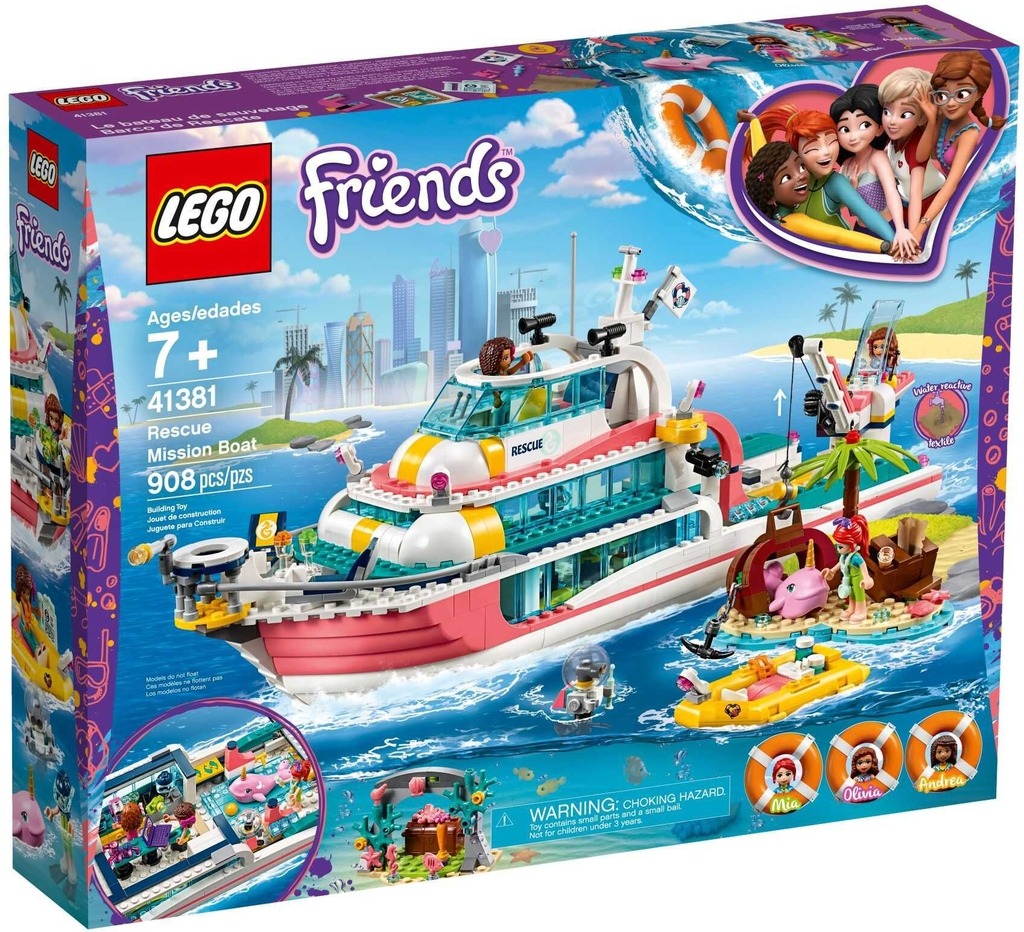 LEGO Friends
41381
Le bateau de sauvetage
Barco de Rescate
LEGO
Friends
LEGO
Friends™
Ages/edades
7+
41381
Rescue
Mission Boat
908 pcs/pzs
Building Toy
Jouet de construction
Juguete para Construir
RESCUE
Water reactive
textile
Models do not float
Ces modèles ne flottent pas
Los modelos no flotan
WARNING: CHOKING HAZARD.
Toy contains small parts and a small ball.
Not for children under 3 years.
Mia
Olivia
Andrea